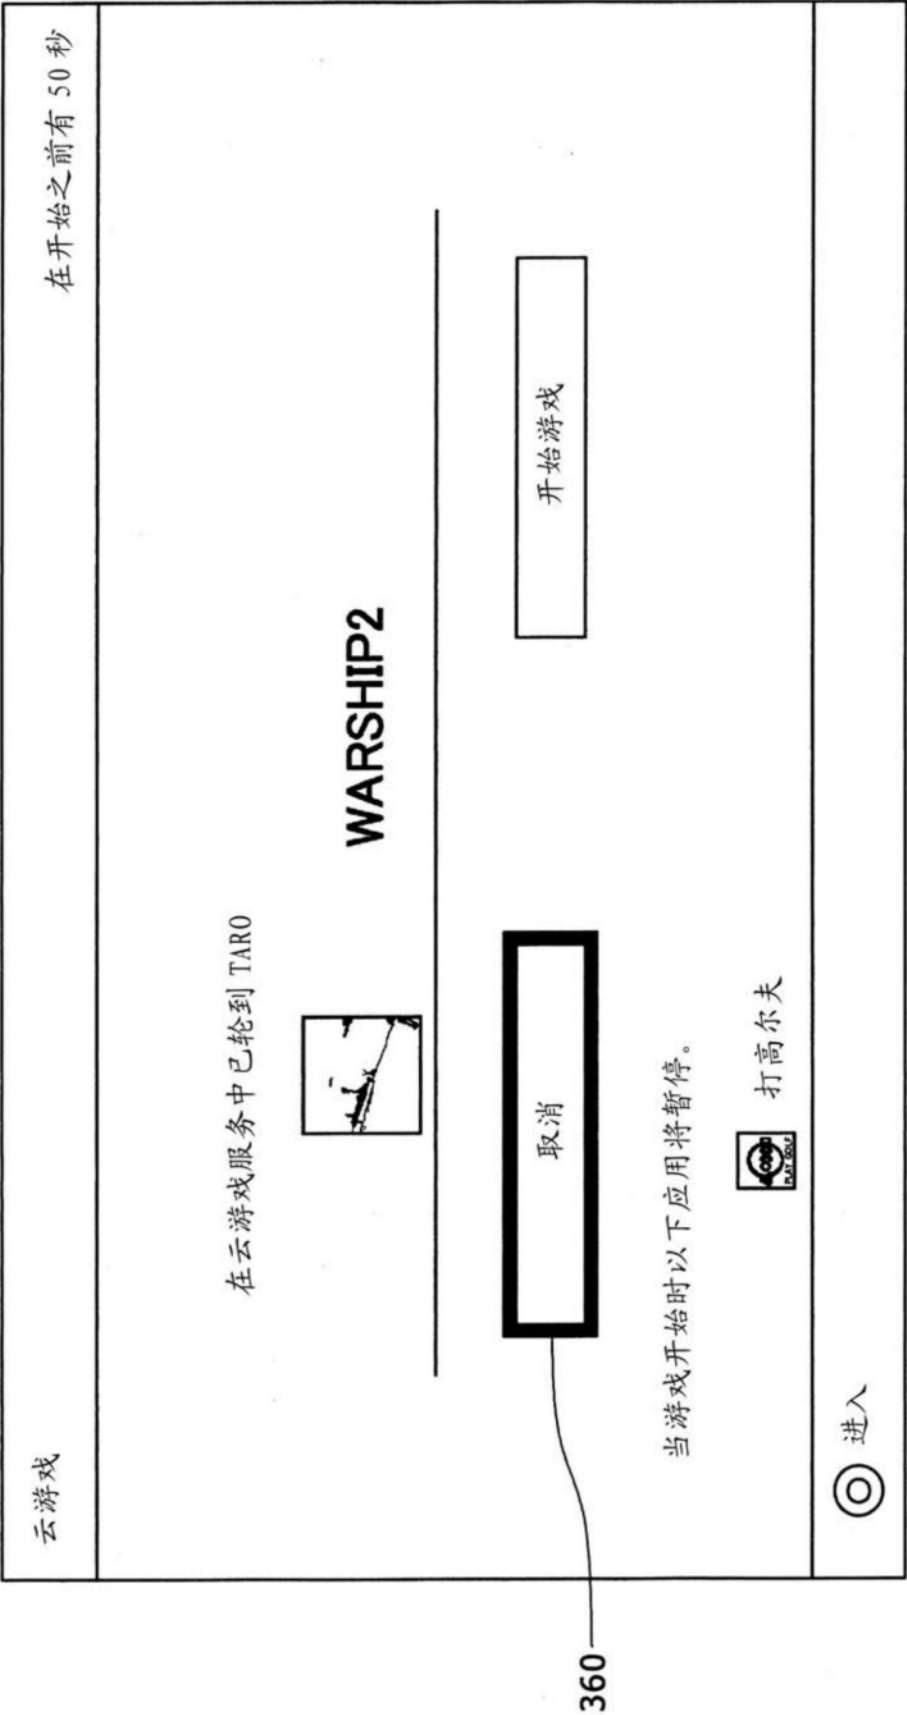 云游戏
在开始之前有 50 秒
在云游戏服务中已轮到 TARO
WARSHIP2
取消
开始游戏
当游戏开始时以下应用将暂停。
PLAY GOLF
打高尔夫
进入
360